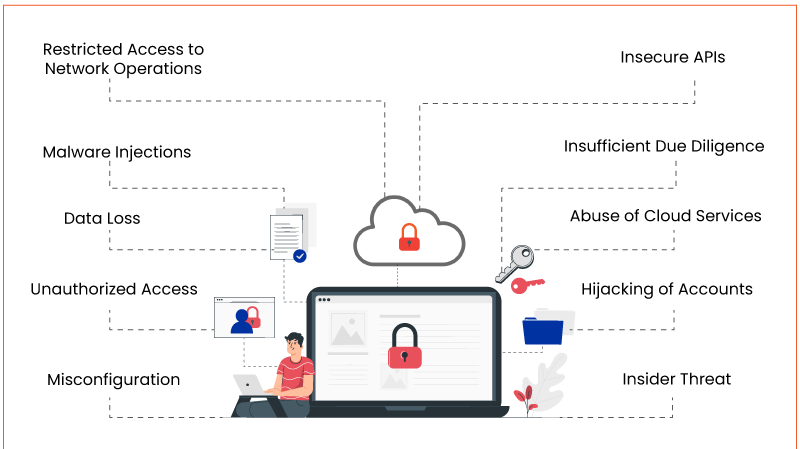 Restricted Access to
Network Operations
Insecure APIs
Malware Injections
Insufficient Due Diligence
Data Loss
Abuse of Cloud Services
Unauthorized Access
Hijacking of Accounts
Misconfiguration
Insider Threat